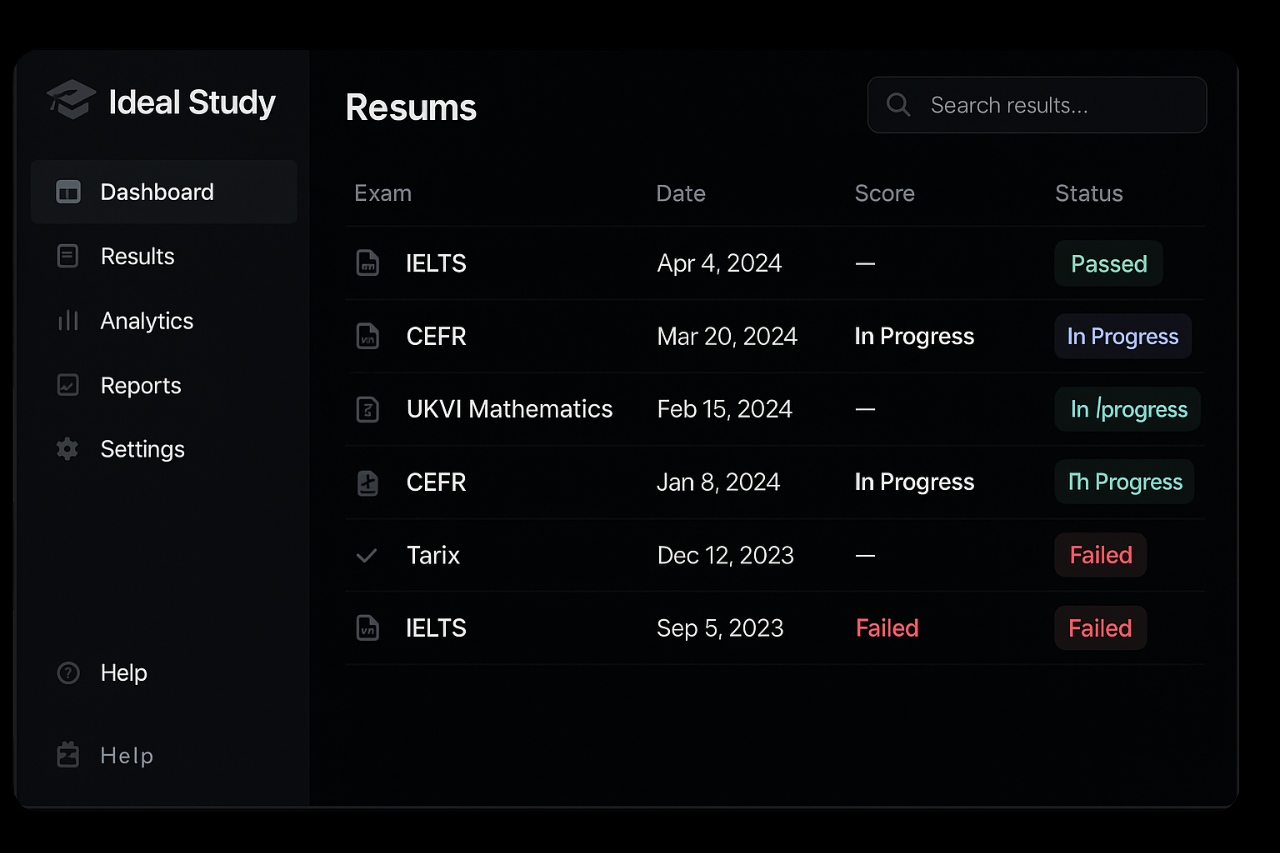 Ideal Study
Dashboard
Results
Analytics
Reports
Settings
Help
Help
Resums
Search results...
Exam Date Score Status
IELTS Apr 4, 2024 — Passed
CEFR Mar 20, 2024 In Progress In Progress
UKVI Mathematics Feb 15, 2024 — In /progress
CEFR Jan 8, 2024 In Progress Progress
Tarix Dec 12, 2023 — Failed
IELTS Sep 5, 2023 Failed Failed